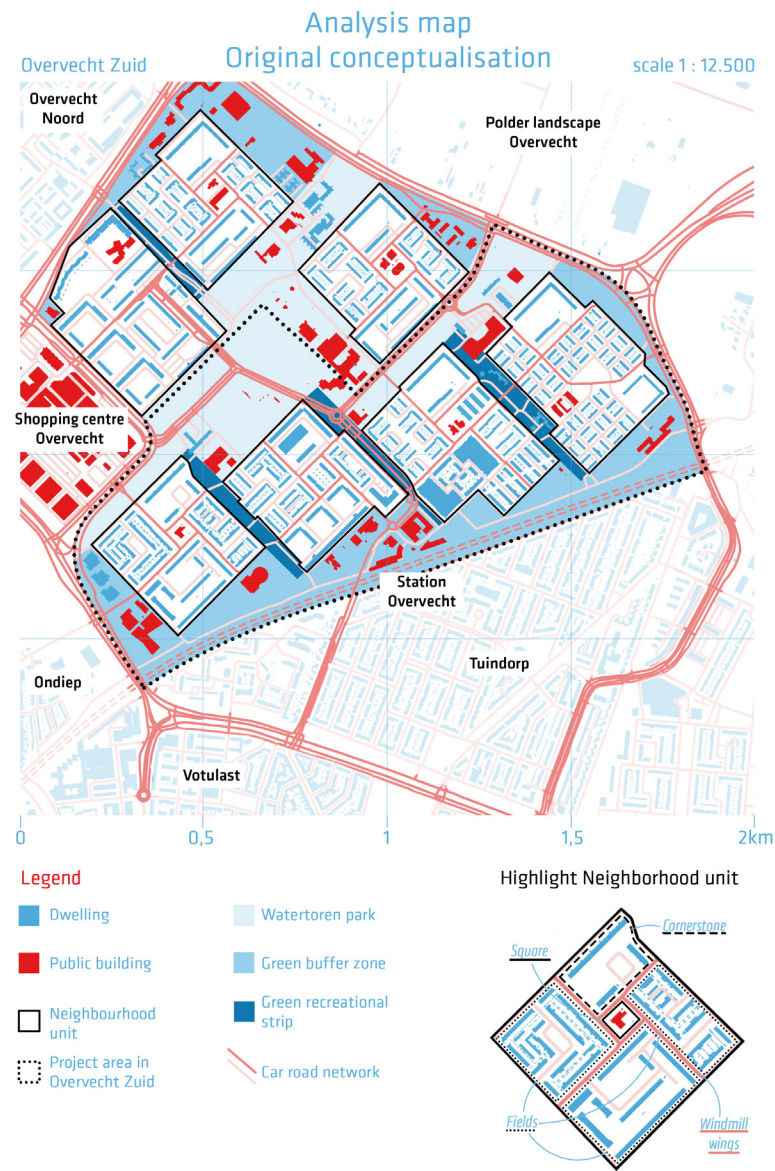 Analysis map
Original conceptualisation
Overvecht Zuid
scale 1 : 12.500
Overvecht
Noord
Polder landscape
Overvecht
Shopping centre
Overvecht
Station
Overvecht
Tuindorp
Ondiep
Votulast
0
0,5
1
1,5
2km
Legend
Dwelling
Public building
Neighbourhood
unit
Project area in
Overvecht Zuid
Watertoren park
Green buffer zone
Green recreational
strip
Car road network
Highlight Neighborhood unit
Cornerstone
Square
Fields
Windmill
wings